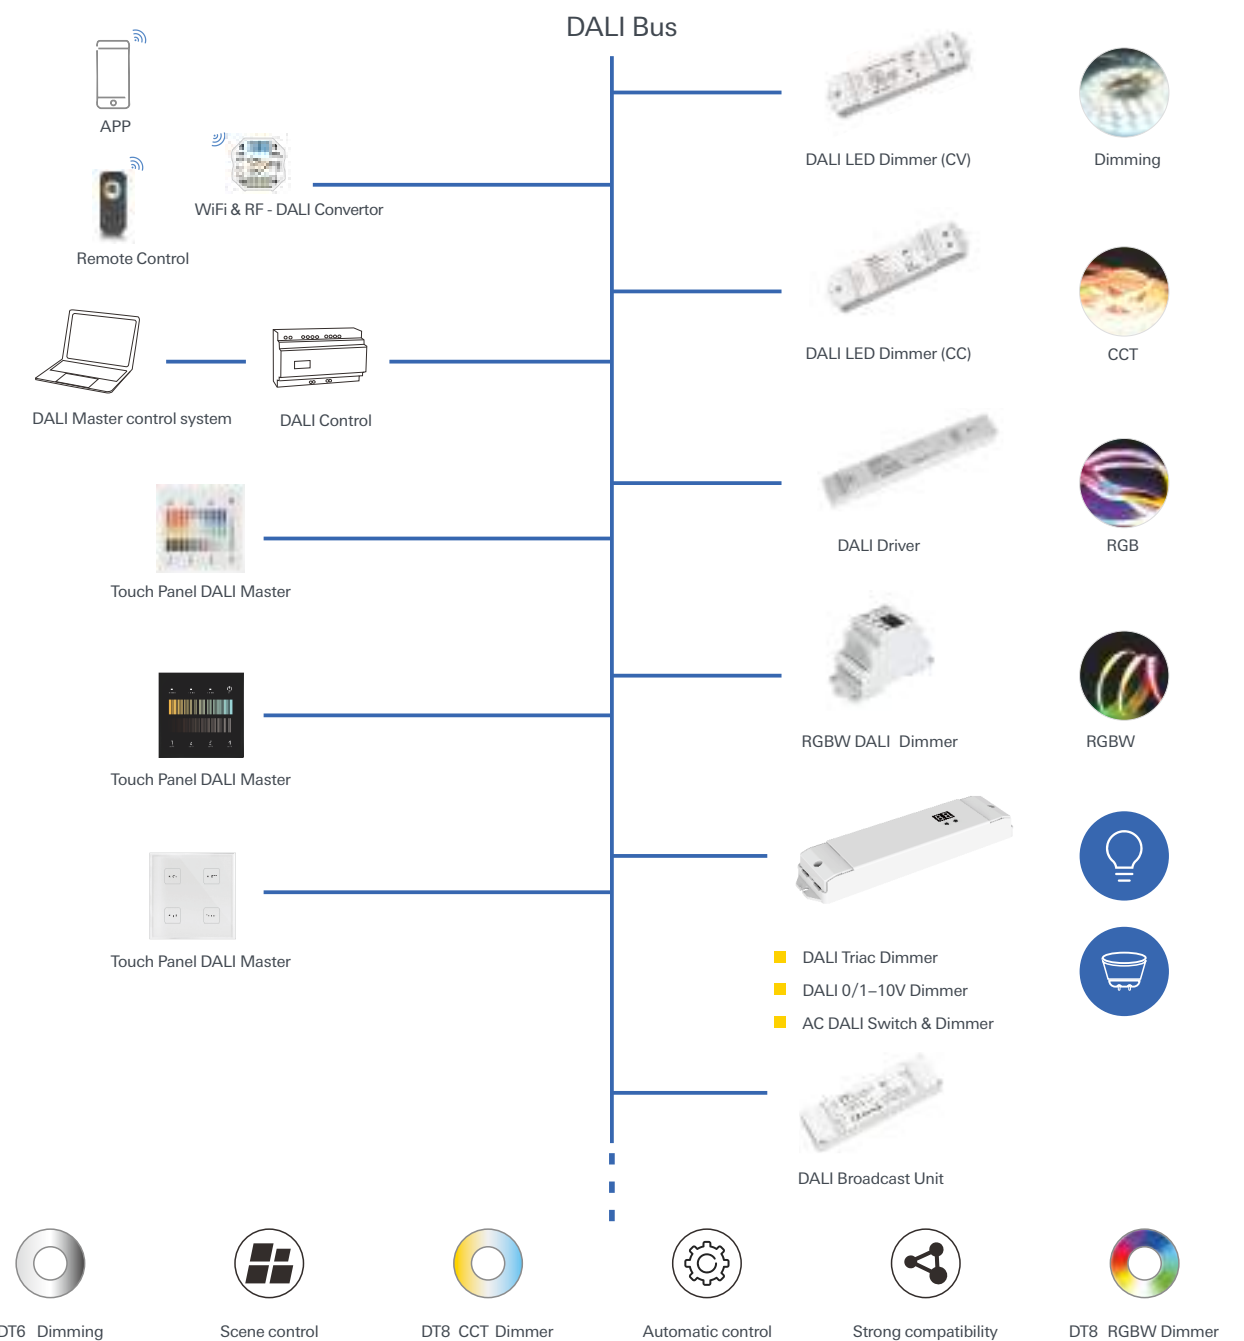 DALI Bus
APP
WiFi & RF - DALI Convertor
Remote Control
DALI Master control system
DALI Control
Touch Panel DALI Master
Touch Panel DALI Master
Touch Panel DALI Master
DALI LED Dimmer (CV)
Dimming
DALI LED Dimmer (CC)
CCT
DALI Driver
RGB
RGBW DALI Dimmer
RGBW
DALI Triac Dimmer
DALI 0/1–10V Dimmer
AC DALI Switch & Dimmer
DALI Broadcast Unit
DT6 Dimming
Scene control
DT8 CCT Dimmer
Automatic control
Strong compatibility
DT8 RGBW Dimmer